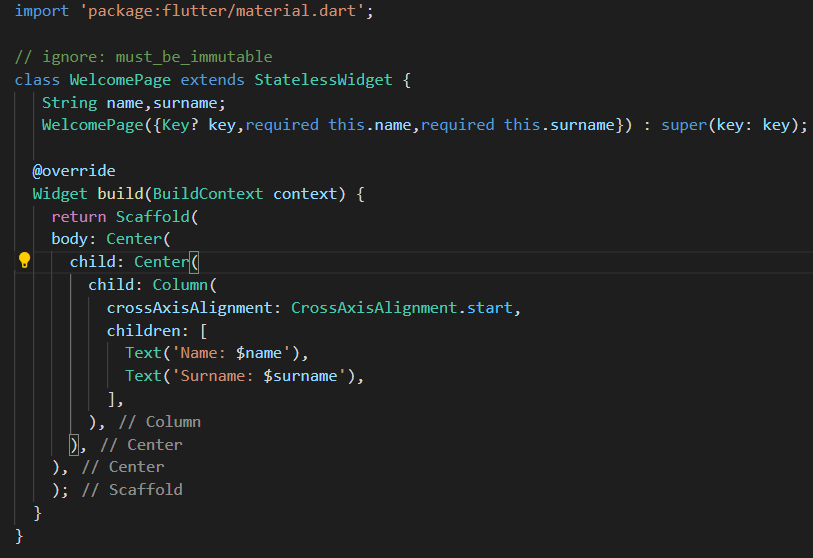 import 'package:flutter/material.dart';
// ignore: must_be_immutable
class WelcomePage extends StatelessWidget {
String name,surname;
WelcomePage({Key? key,required this.name,required this.surname}) : super(key: key);
@override
Widget build(BuildContext context) {
return Scaffold(
body: Center(
child: Center(
child: Column(
crossAxisAlignment: CrossAxisAlignment.start,
children: [
Text('Name: $name'),
Text('Surname: $surname'),
],
), // Column
), // Center
), // Center
); // Scaffold
}
}